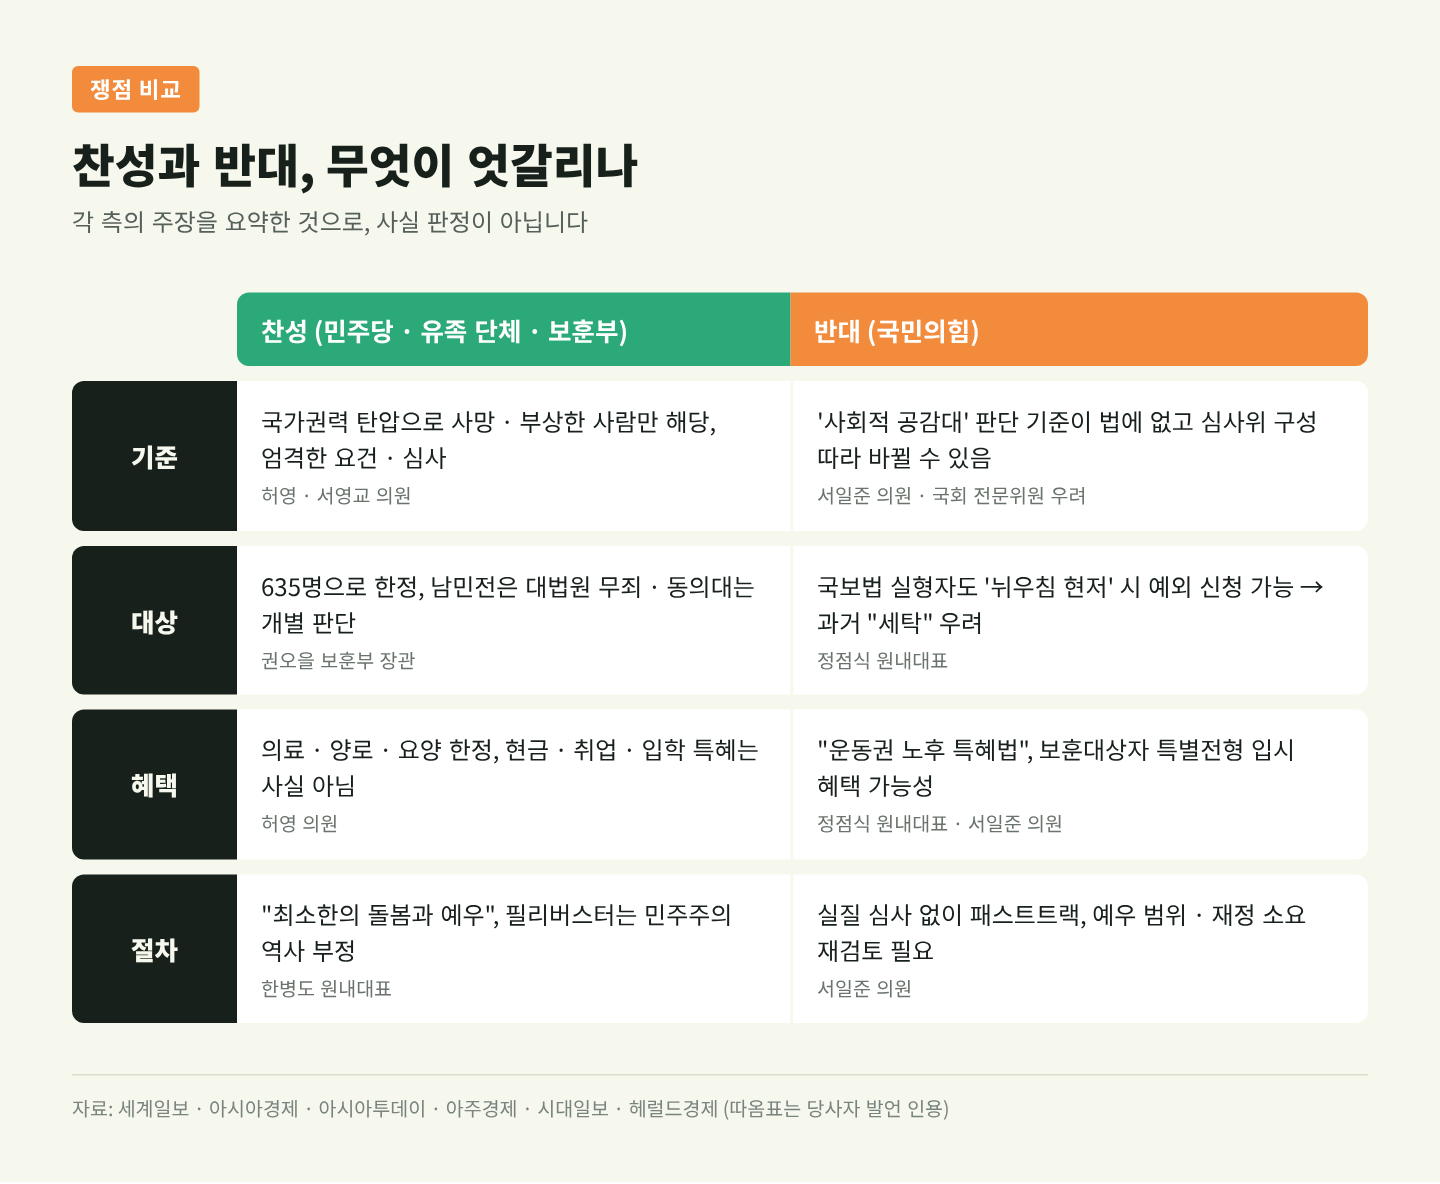 쟁점 비교
찬성과 반대, 무엇이 엇갈리나
각 측의 주장을 요약한 것으로, 사실 판정이 아닙니다
찬성 (민주당 · 유족 단체 · 보훈부)
반대 (국민의힘)
기준
국가권력 탄압으로 사망 · 부상한 사람만 해당,
엄격한 요건 · 심사
허영 · 서영교 의원
'사회적 공감대' 판단 기준이 법에 없고 심사위 구성
따라 바뀔 수 있음
서일준 의원 · 국회 전문위원 우려
대상
635명으로 한정, 남민전은 대법원 무죄 · 동의대는
개별 판단
권오을 보훈부 장관
국보법 실형자도 '뉘우침 현저' 시 예외 신청 가능 →
과거 "세탁" 우려
정점식 원내대표
혜택
의료 · 양로 · 요양 한정, 현금 · 취업 · 입학 특혜는
사실 아님
허영 의원
"운동권 노후 특혜법", 보훈대상자 특별전형 입시
혜택 가능성
정점식 원내대표 · 서일준 의원
절차
"최소한의 돌봄과 예우", 필리버스터는 민주주의
역사 부정
한병도 원내대표
실질 심사 없이 패스트트랙, 예우 범위 · 재정 소요
재검토 필요
서일준 의원
자료: 세계일보 · 아시아경제 · 아시아투데이 · 아주경제 · 시대일보 · 헤럴드경제 (따옴표는 당사자 발언 인용)